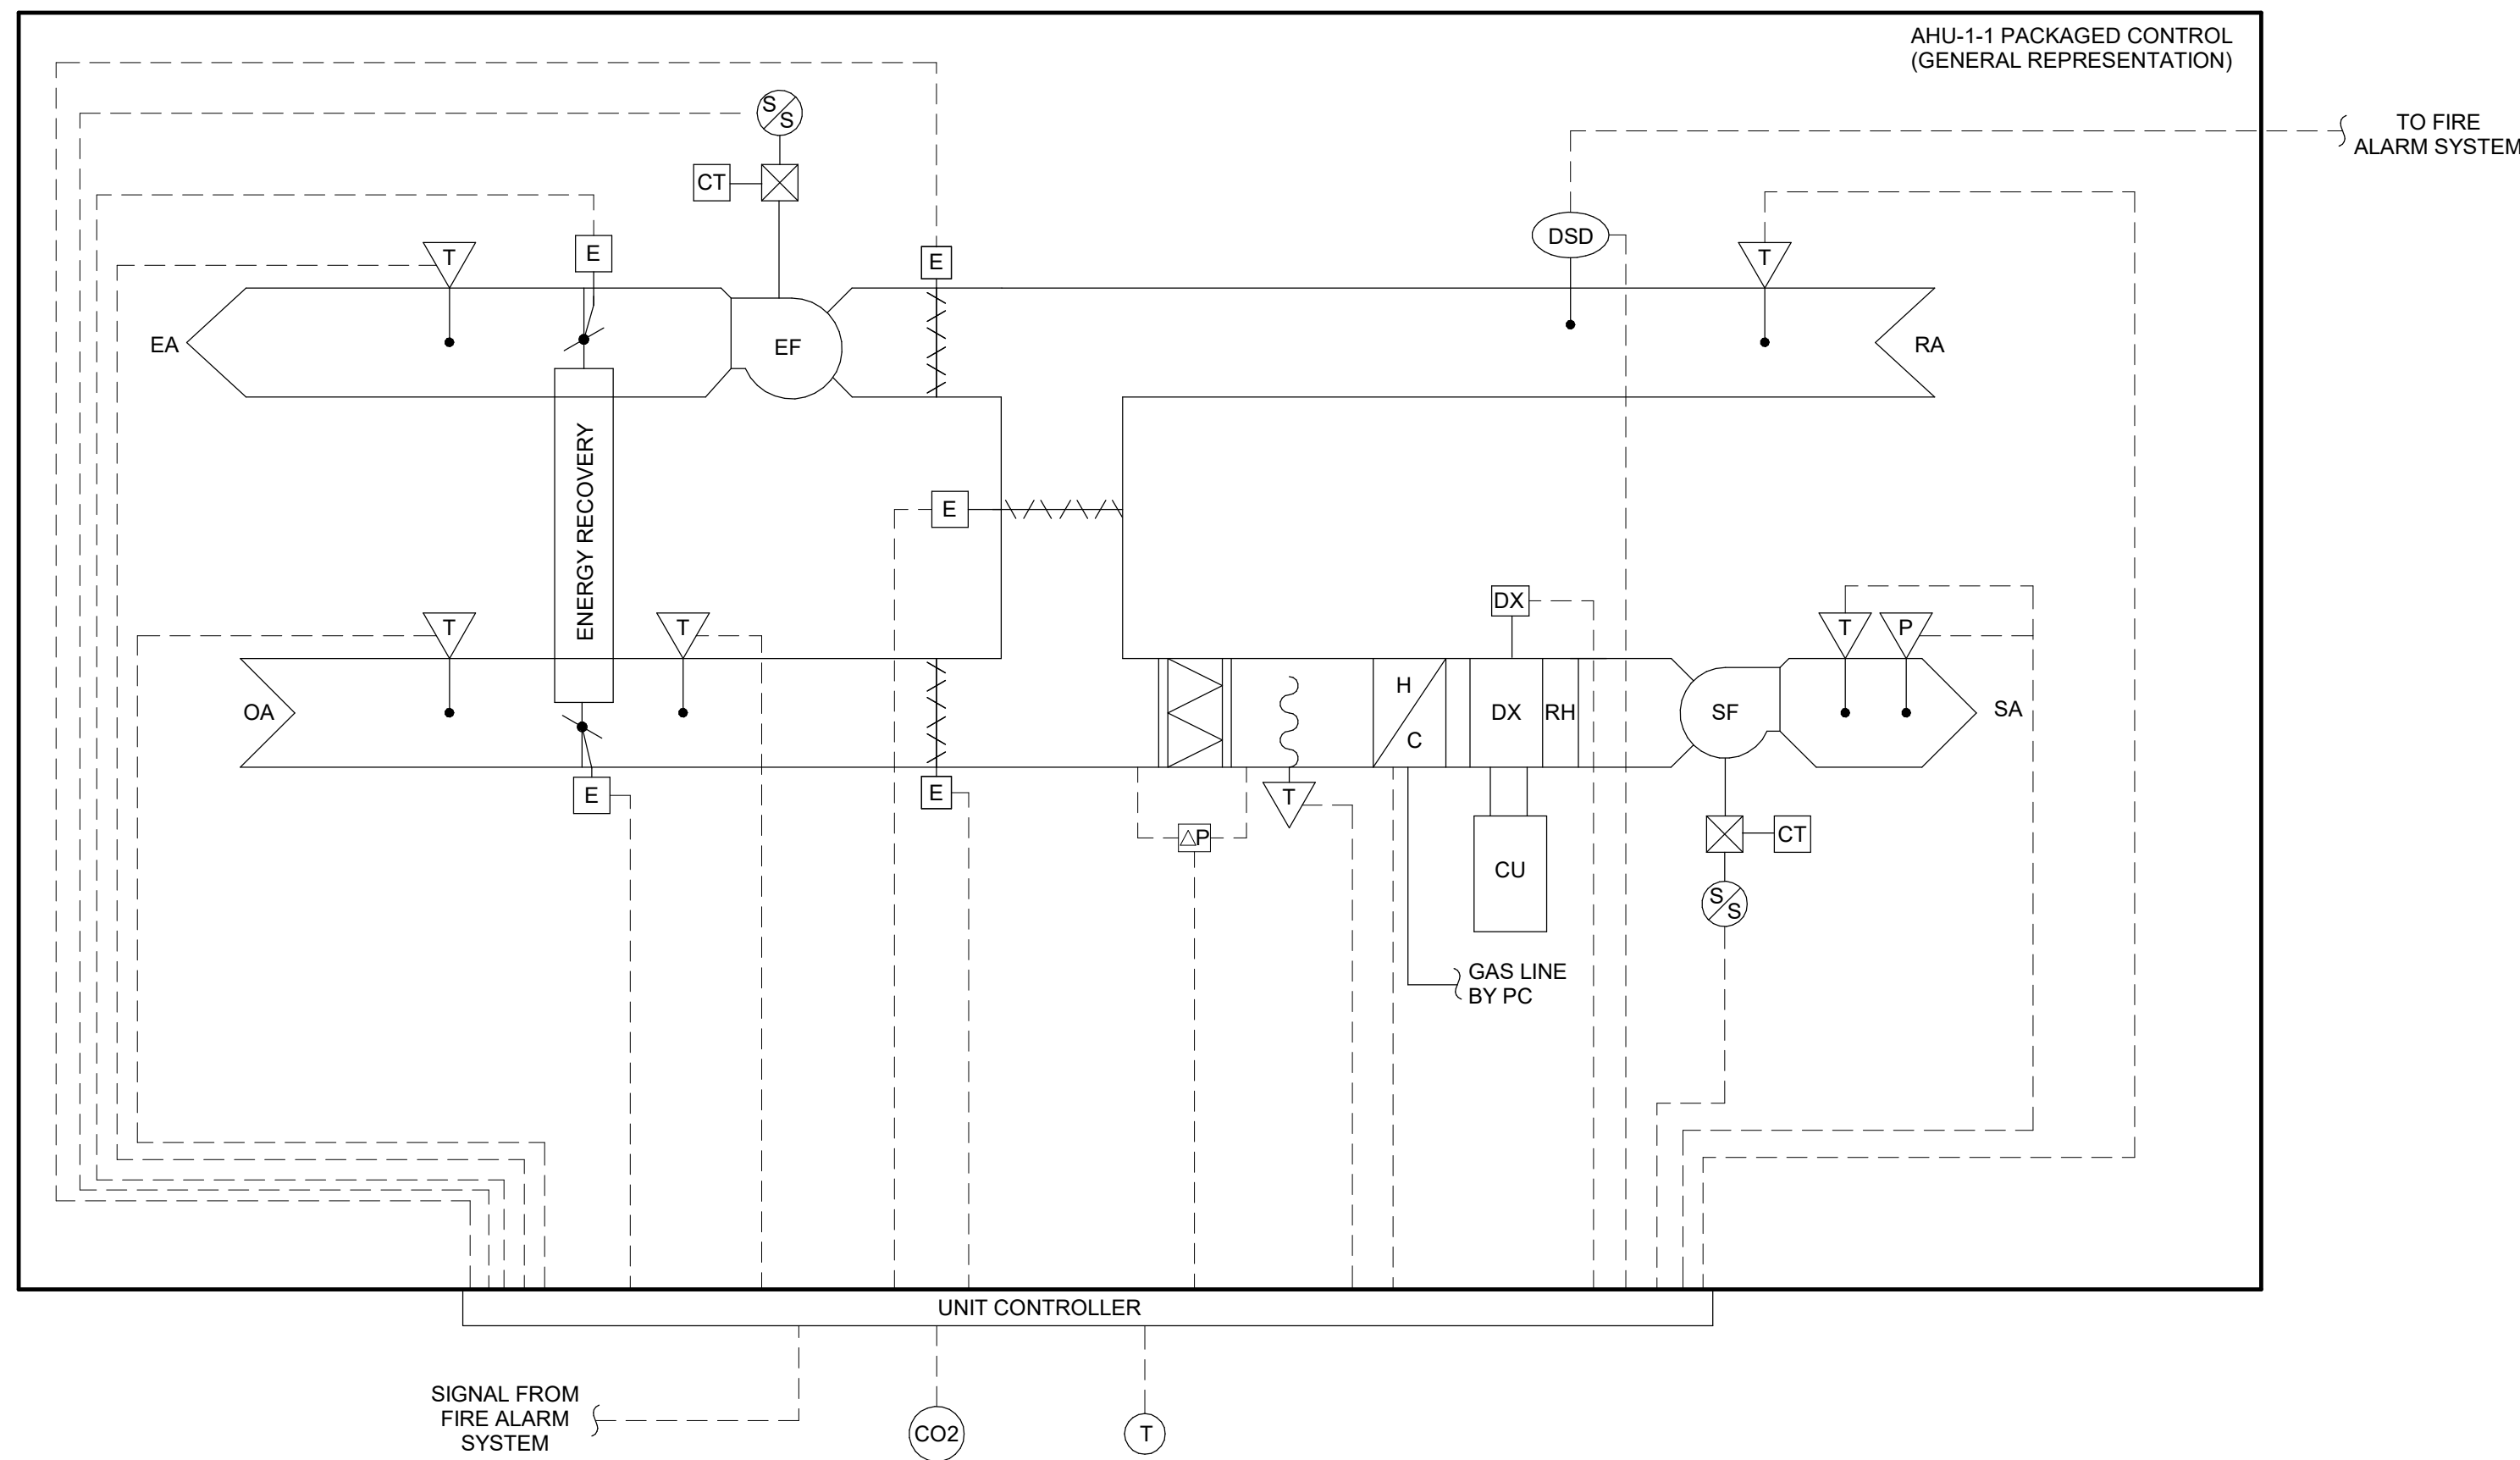 AHU-1-1 PACKAGED CONTROL
(GENERAL REPRESENTATION)
TO FIRE
ALARM SYSTEM
S
S
CT
E
E
T
DSD
T
EA
EF
RA
ENERGY RECOVERY
E
DX
T
T
T
P
OA
H
C
DX
RH
SF
SA
E
E
T
△P
CT
CU
S
S
GAS LINE
BY PC
UNIT CONTROLLER
SIGNAL FROM
FIRE ALARM
SYSTEM
CO2
T